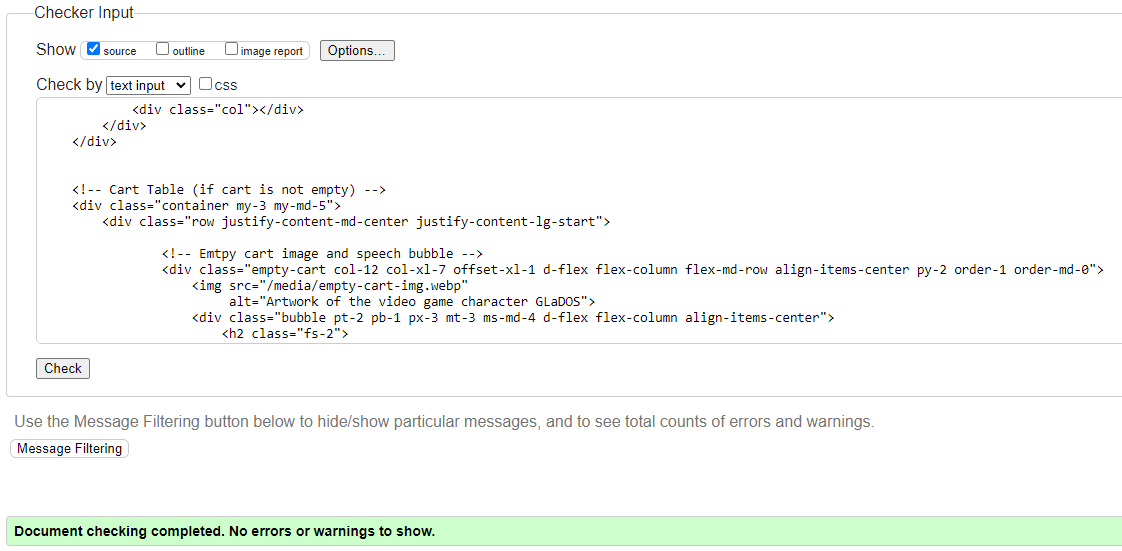 Checker Input
Show source outline image report Options...
Check by text input css
<div class="col"></div>
</div>
</div>
<!-- Cart Table (if cart is not empty) -->
<div class="container my-3 my-md-5">
<div class="row justify-content-md-center justify-content-lg-start">
<!-- Emtpy cart image and speech bubble -->
<div class="empty-cart col-12 col-xl-7 offset-xl-1 d-flex flex-column flex-md-row align-items-center py-2 order-1 order-md-0">
<img src="/media/empty-cart-img.webp"
alt="Artwork of the video game character GLaDOS">
<div class="bubble pt-2 pb-1 px-3 mt-3 ms-md-4 d-flex flex-column align-items-center">
<h2 class="fs-2">
Check
Use the Message Filtering button below to hide/show particular messages, and to see total counts of errors and warnings.
Message Filtering
Document checking completed. No errors or warnings to show.